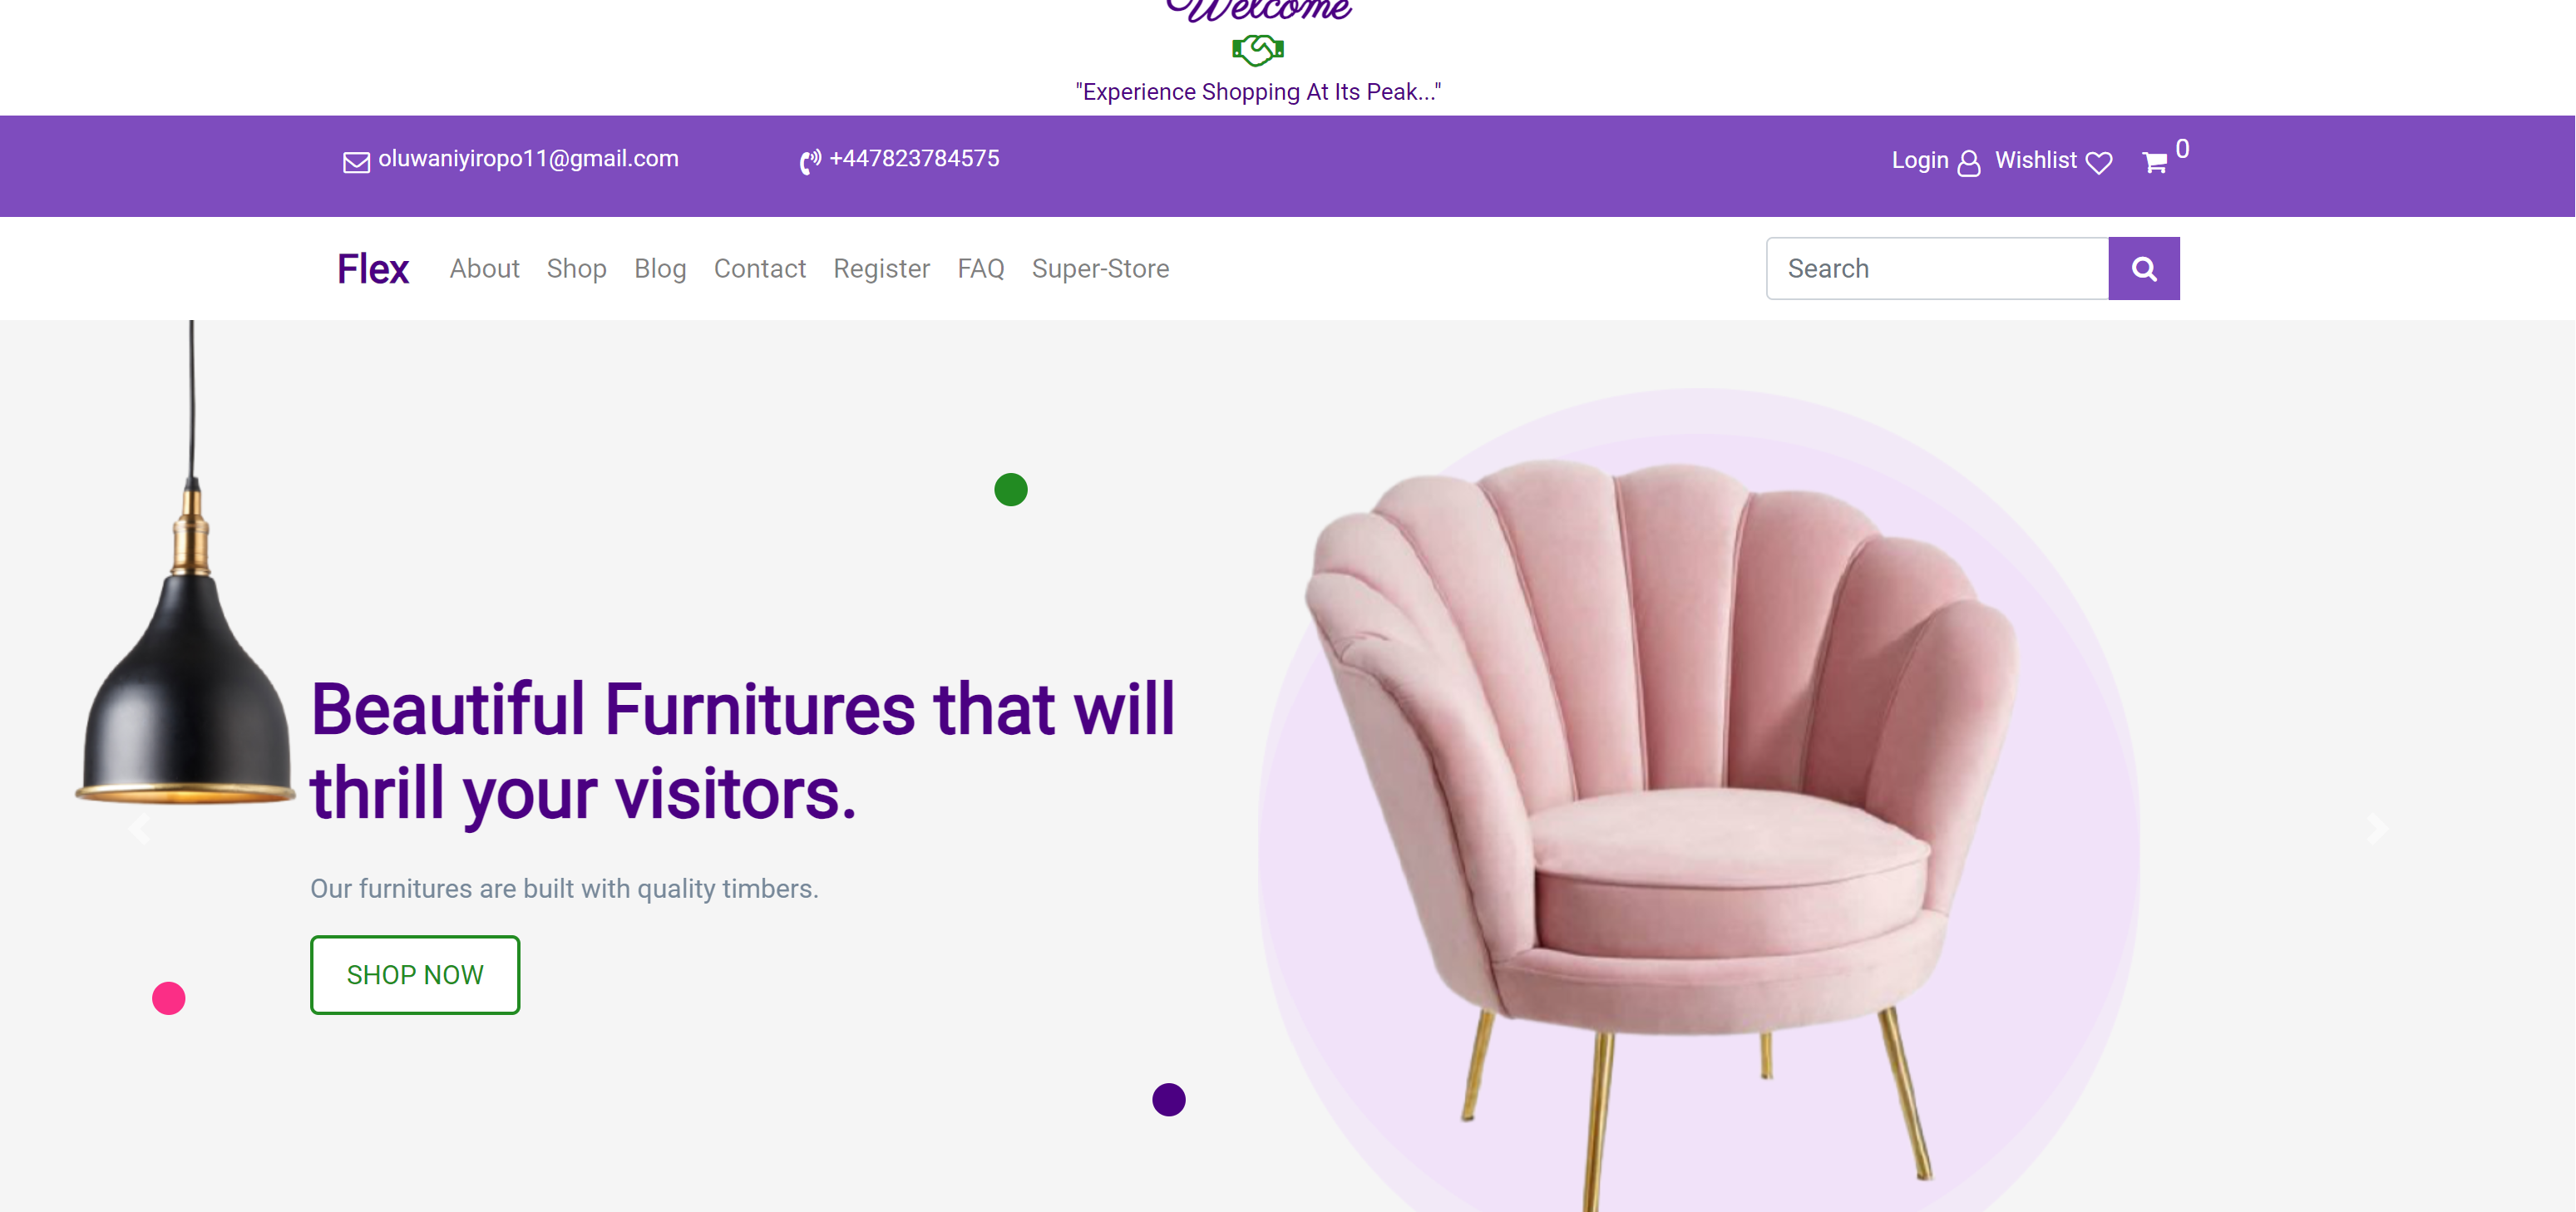 Welcome
"Experience Shopping At Its Peak..."
oluwaniyiropo11@gmail.com +447823784575 Login Wishlist 0
Flex About Shop Blog Contact Register FAQ Super-Store Search
Beautiful Furnitures that will
thrill your visitors.
Our furnitures are built with quality timbers.
SHOP NOW